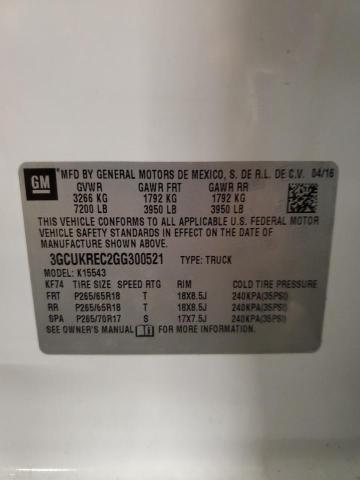 GM
MFD BY GENERAL MOTORS DE MEXICO, S. DE R.L. DE C.V. 04/16
GVWR GAWR FRT GAWR RR
3266 KG 1792 KG 1792 KG
7200 LB 3950 LB 3950 LB
THIS VEHICLE CONFORMS TO ALL APPLICABLE U.S. FEDERAL MOTOR
VEHICLE SAFETY STANDARDS IN EFFECT ON THE DATE OF
MANUFACTURE SHOWN ABOVE.
3GCUKREC2GG300521 TYPE: TRUCK
MODEL: K15543
KF74 TIRE SIZE SPEED RTG RIM COLD TIRE PRESSURE
FRT P265/65R18 T 18X8.5J 240KPA(35PSI)
RR P265/65R18 T 18X8.5J 240KPA(35PSI)
SPA P265/70R17 S 17X7.5J 240KPA(35PSI)
SEE OWNER'S MANUAL FOR MORE INFORMATION